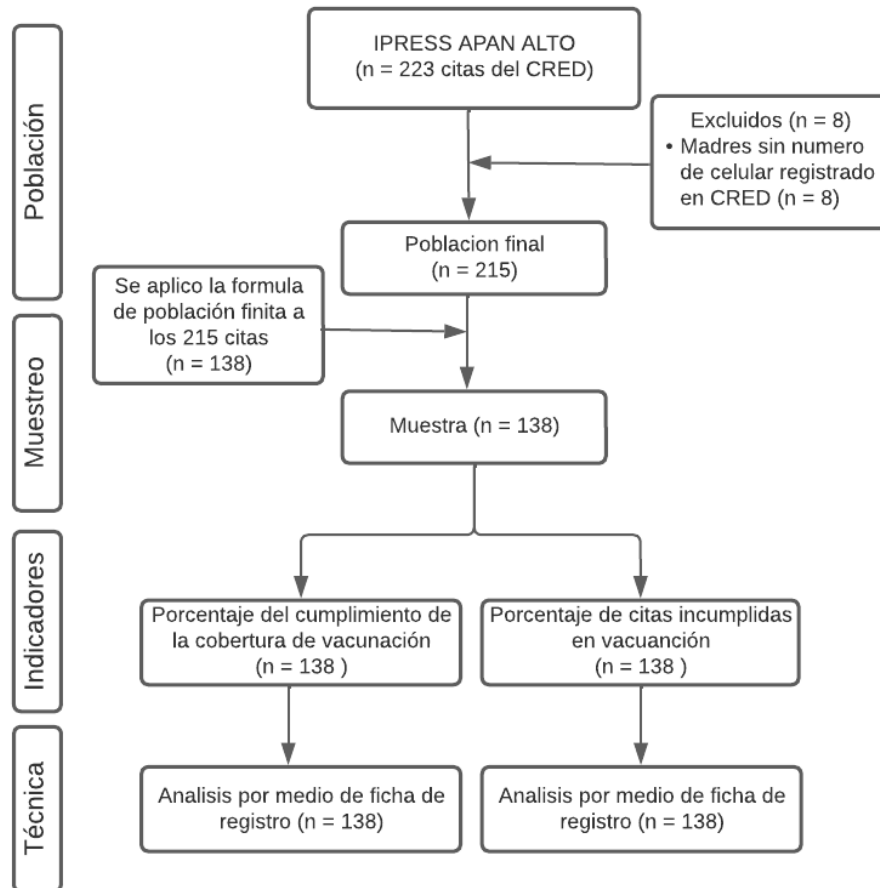 Población
IPRESS APAN ALTO
(n = 223 citas del CRED)
Excluidos (n = 8)
• Madres sin numero
de celular registrado
en CRED (n = 8)
Poblacion final
(n = 215)
Se aplico la formula
de población finita a
los 215 citas
(n = 138)
Muestreo
Muestra (n = 138)
Indicadores
Porcentaje del cumplimiento de
la cobertura de vacunación
(n = 138 )
Porcentaje de citas incumplidas
en vacuanción
(n = 138 )
Técnica
Analisis por medio de ficha de
registro (n = 138)
Analisis por medio de ficha de
registro (n = 138)